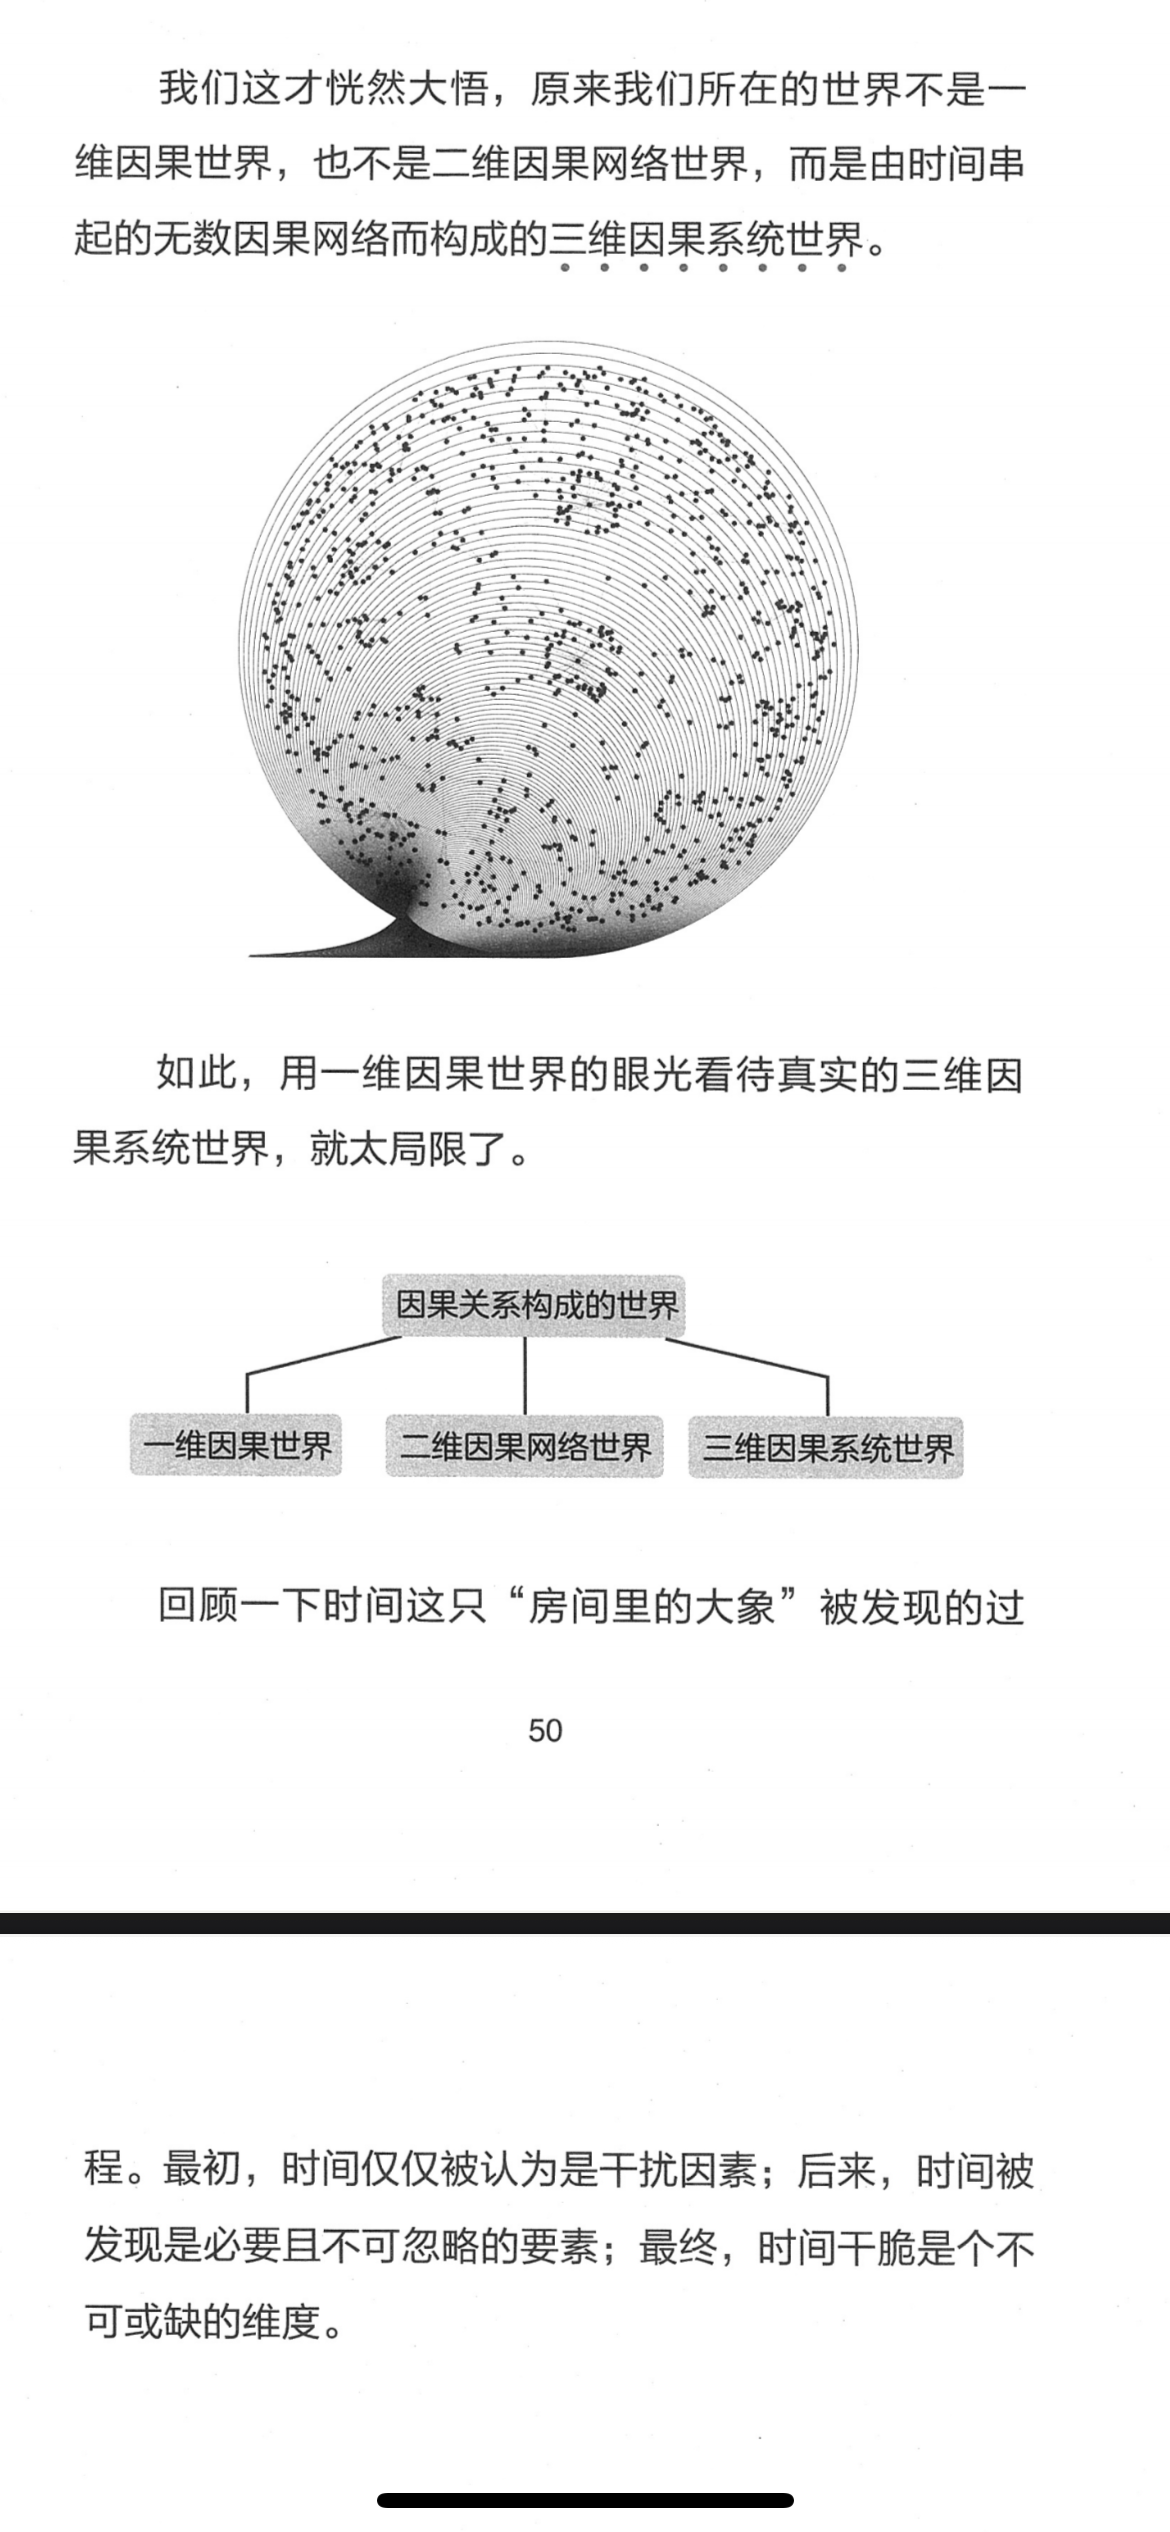 我们这才恍然大悟，原来我们所在的世界不是一
维因果世界，也不是二维因果网络世界，而是由时间串
起的无数因果网络而构成的三维因果系统世界。
如此，用一维因果世界的眼光看待真实的三维因
果系统世界，就太局限了。
因果关系构成的世界
一维因果世界 二维因果网络世界 三维因果系统世界
回顾一下时间这只“房间里的大象”被发现的过
50
程。最初，时间仅仅被认为是干扰因素；后来，时间被
发现是必要且不可忽略的要素；最终，时间干脆是个不
可或缺的维度。